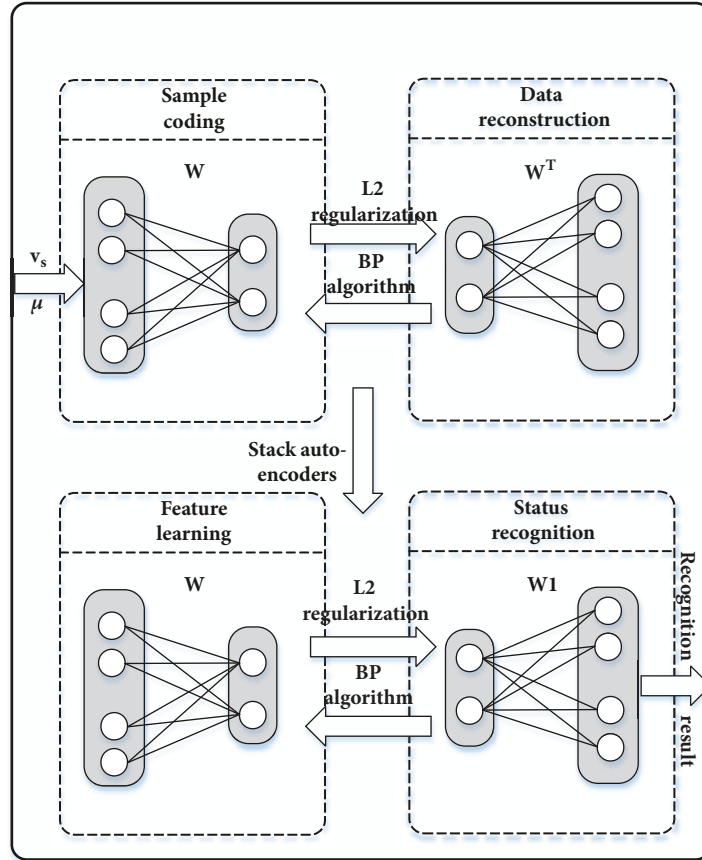 Sample
coding
Data
reconstruction
W
W^T
L2
regularization
BP
algorithm
v_s
μ
Stack auto-
encoders
Feature
learning
Status
recognition
W
W1
L2
regularization
BP
algorithm
Recognition
result